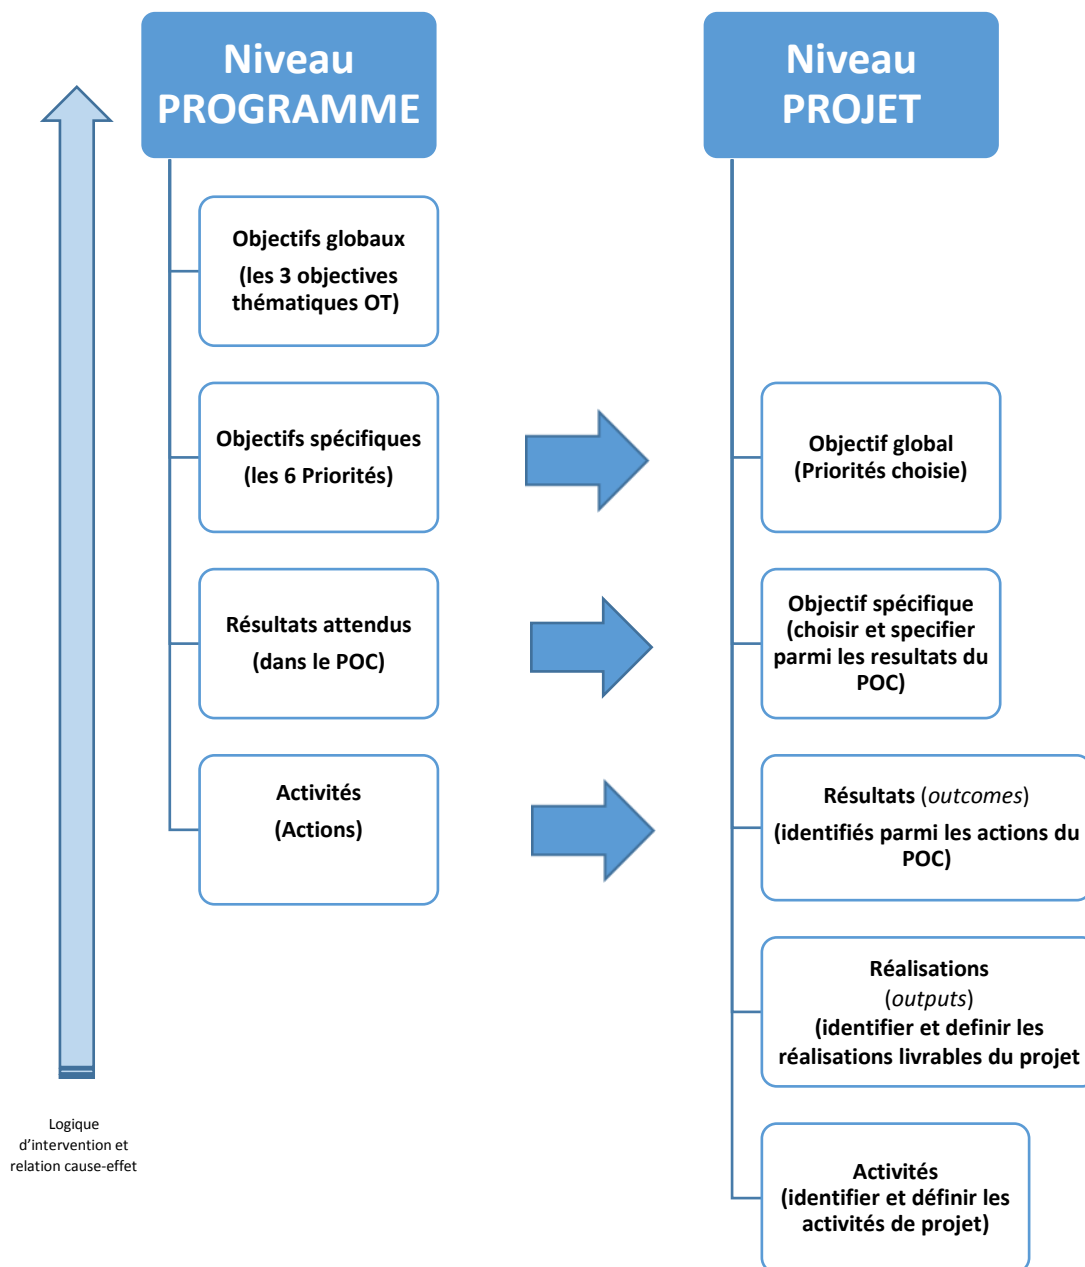 Niveau
PROGRAMME
Objectifs globaux
(les 3 objectives
thématiques OT)
Objectifs spécifiques
(les 6 Priorités)
Résultats attendus
(dans le POC)
Activités
(Actions)
Niveau
PROJET
Objectif global
(Priorités choisie)
Objectif spécifique
(choisir et specifier
parmi les resultats du
POC)
Résultats (outcomes)
(identifiés parmi les actions du
POC)
Réalisations
(outputs)
(identifier et definir les
réalisations livrables du projet
Activités
(identifier et définir les
activités de projet)
Logique
d’intervention et
relation cause-effet